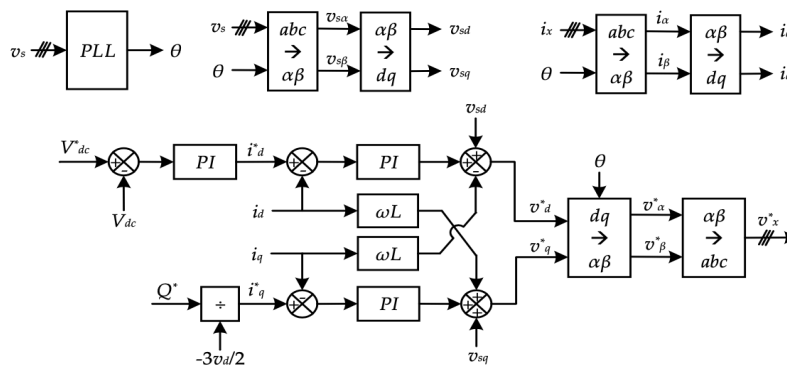 v_s PLL θ
v_s abc → αβ v_sα αβ → dq v_sd
θ v_sβ v_sq
i_x abc → αβ i_α αβ → dq i
θ i_β i
v_sd
V*_dc + - PI i*_d + - PI + + -
V_dc
i_d ωL
i_q ωL
Q* ÷ i*_q + - PI + + +
-3v_d/2
v_sq
θ
v*_d dq → αβ v*_α αβ → abc v*_x
v*_q v*_β